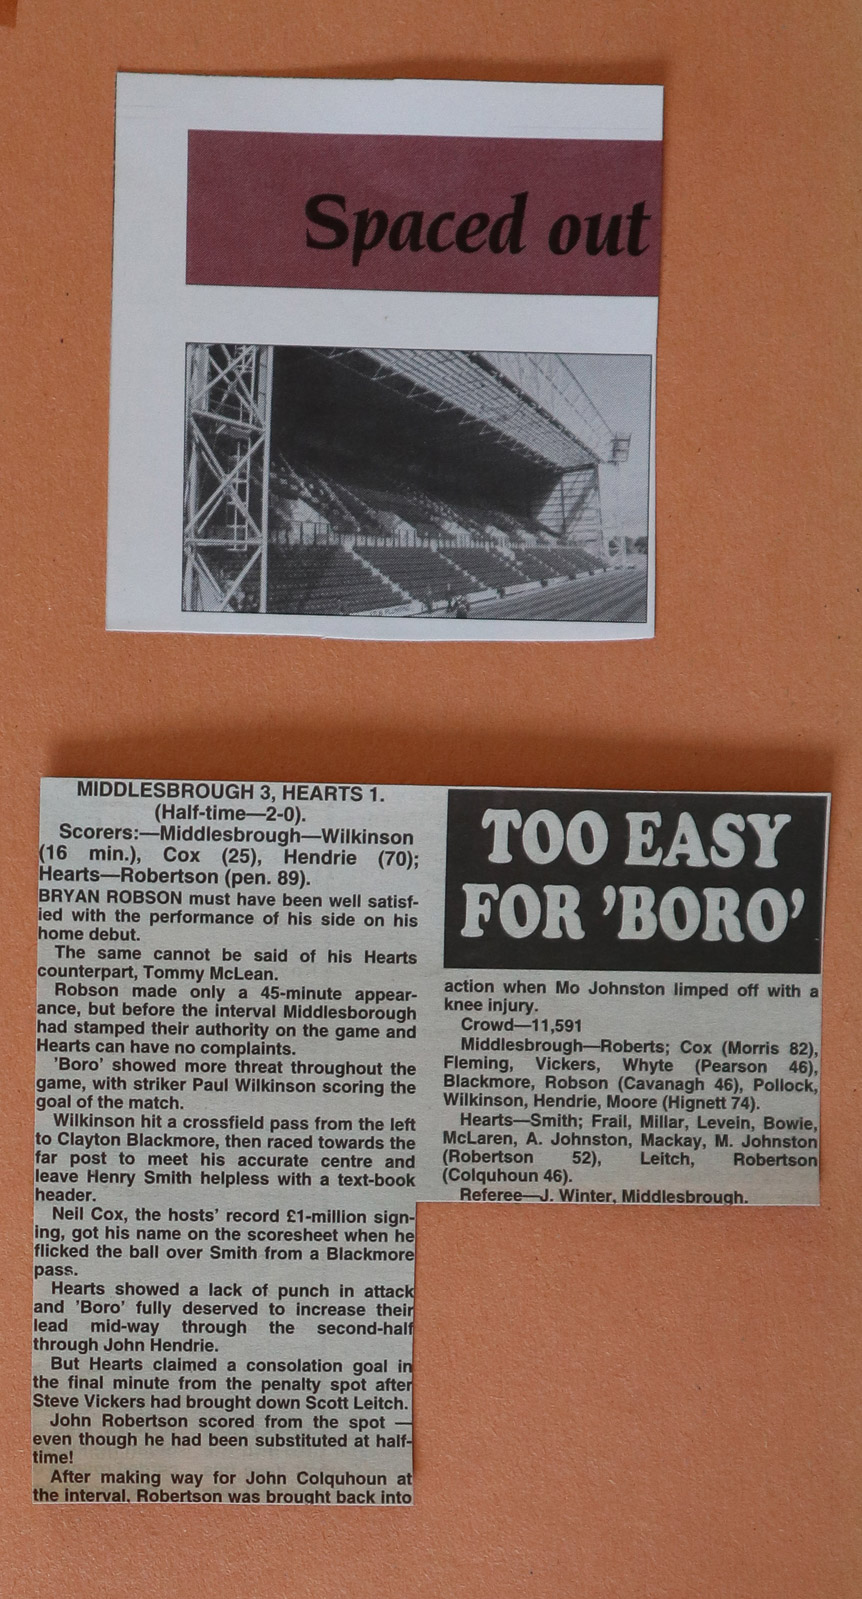 Spaced out
MIDDLESBROUGH 3, HEARTS 1.
(Half-time—2-0).
Scorers:—Middlesbrough—Wilkinson
(16 min.), Cox (25), Hendrie (70);
Hearts—Robertson (pen. 89).
BRYAN ROBSON must have been well satisf-
ied with the performance of his side on his
home debut.
The same cannot be said of his Hearts
counterpart, Tommy McLean.
Robson made only a 45-minute appear-
ance, but before the interval Middlesborough
had stamped their authority on the game and
Hearts can have no complaints.
'Boro' showed more threat throughout the
game, with striker Paul Wilkinson scoring the
goal of the match.
Wilkinson hit a crossfield pass from the left
to Clayton Blackmore, then raced towards the
far post to meet his accurate centre and
leave Henry Smith helpless with a text-book
header.
Neil Cox, the hosts' record £1-million sign-
ing, got his name on the scoresheet when he
flicked the ball over Smith from a Blackmore
pass.
Hearts showed a lack of punch in attack
and 'Boro' fully deserved to increase their
lead mid-way through the second-half
through John Hendrie.
But Hearts claimed a consolation goal in
the final minute from the penalty spot after
Steve Vickers had brought down Scott Leitch.
John Robertson scored from the spot —
even though he had been substituted at half-
time!
After making way for John Colquhoun at
the interval, Robertson was brought back into
TOO EASY
FOR 'BORO'
action when Mo Johnston limped off with a
knee injury.
Crowd—11,591
Middlesbrough—Roberts; Cox (Morris 82),
Fleming, Vickers, Whyte (Pearson 46),
Blackmore, Robson (Cavanagh 46), Pollock,
Wilkinson, Hendrie, Moore (Hignett 74).
Hearts—Smith; Frail, Millar, Levein, Bowie,
McLaren, A. Johnston, Mackay, M. Johnston
(Robertson 52), Leitch, Robertson
(Colquhoun 46).
Referee—J. Winter, Middlesbrough.